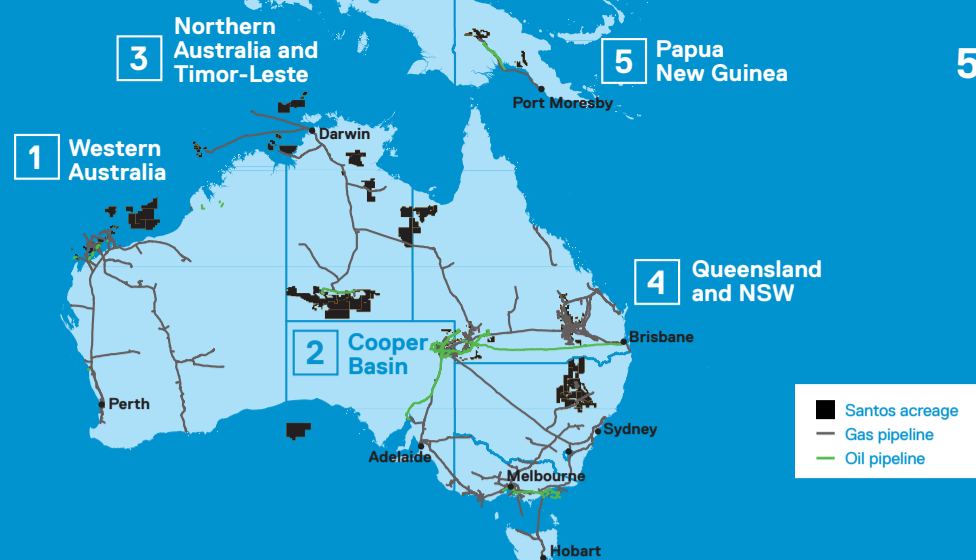 3
Northern
Australia and
Timor-Leste
5
Papua
New Guinea
5
Port Moresby
Darwin
1
Western
Australia
4
Queensland
and NSW
2
Cooper
Basin
Brisbane
Perth
Santos acreage
Gas pipeline
Oil pipeline
Sydney
Adelaide
Melbourne
Hobart